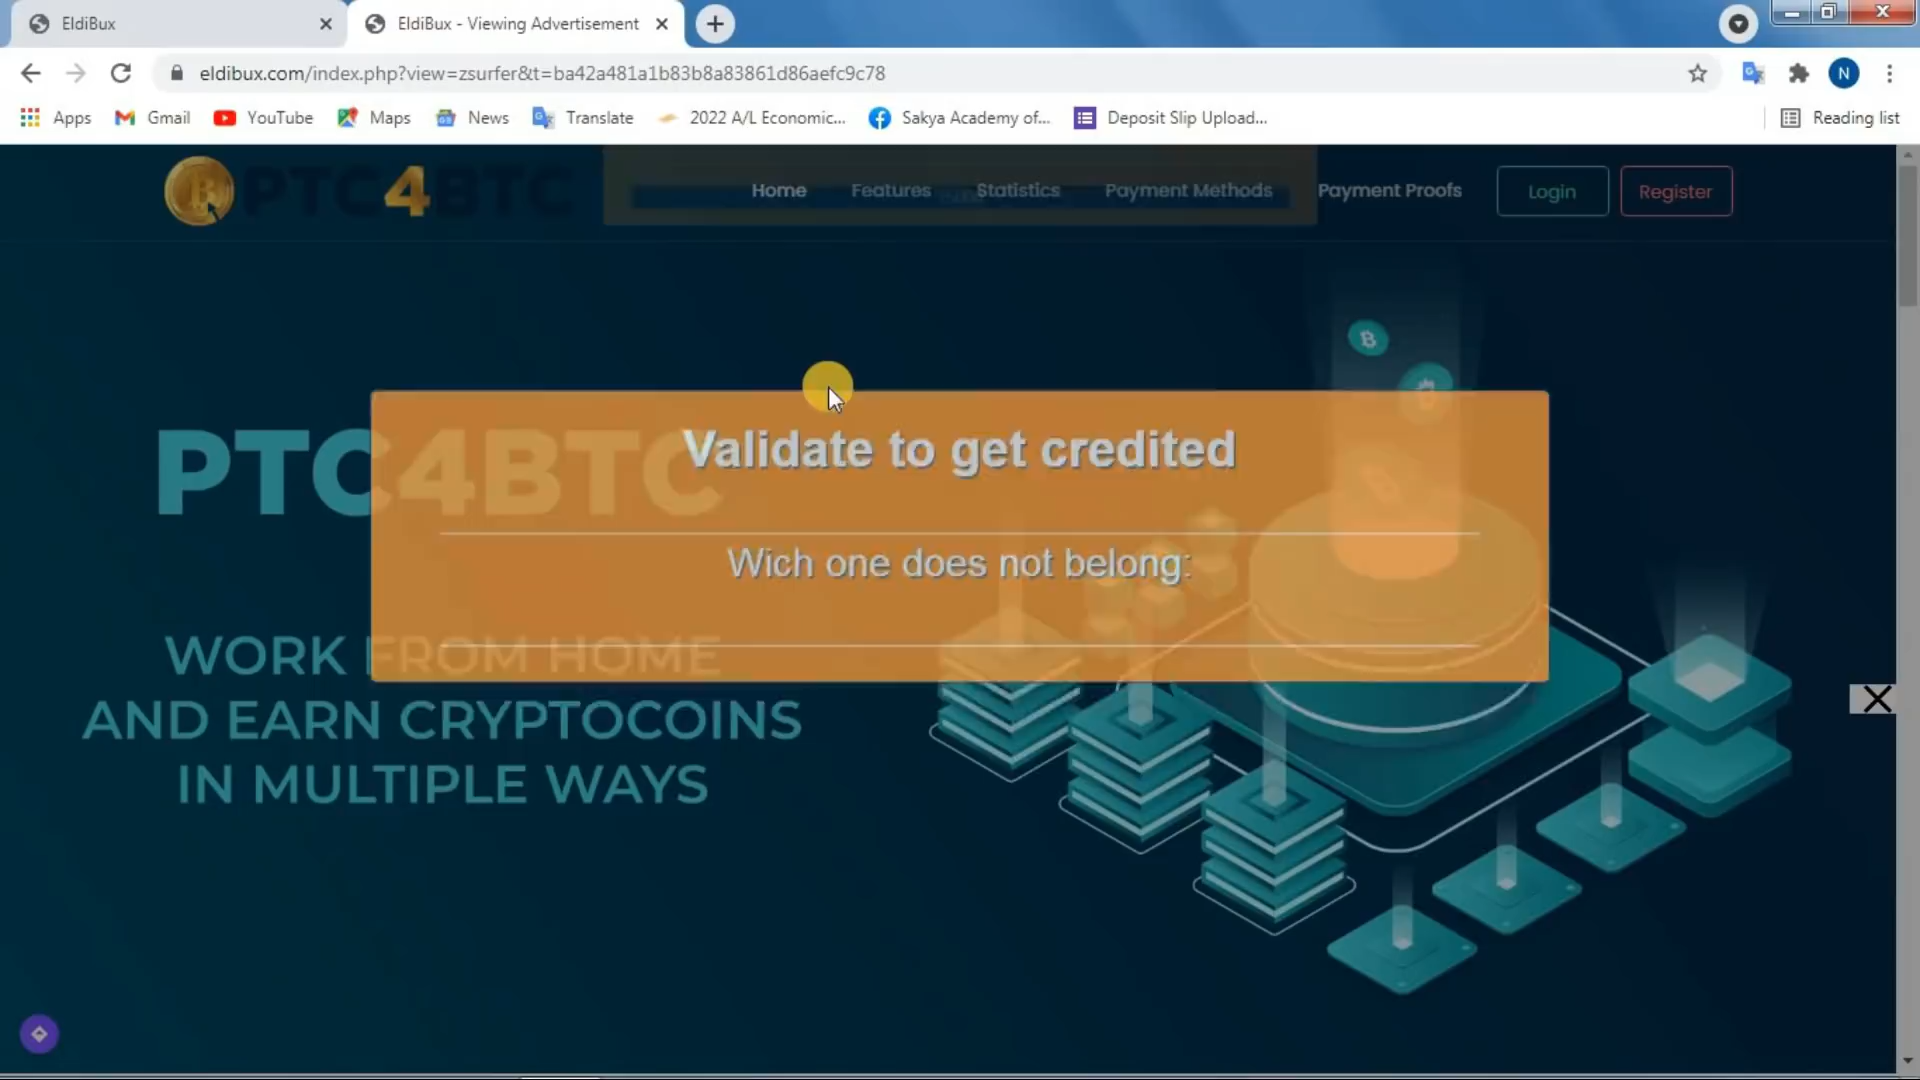 EldiBux
EldiBux - Viewing Advertisement
eldibux.com/index.php?view=zsurfer&t=ba42a481a1b83b8a83861d86aefc9c78
N
Apps
Gmail
YouTube
Maps
News
Translate
2022 A/L Economic...
Sakya Academy of...
Deposit Slip Upload...
Reading list
PTC4BTC
Home
Features
Statistics
Payment Methods
Payment Proofs
Login
Register
Validate to get credited
PTC4BTC
Wich one does not belong:
WORK FROM HOME
AND EARN CRYPTOCOINS
IN MULTIPLE WAYS